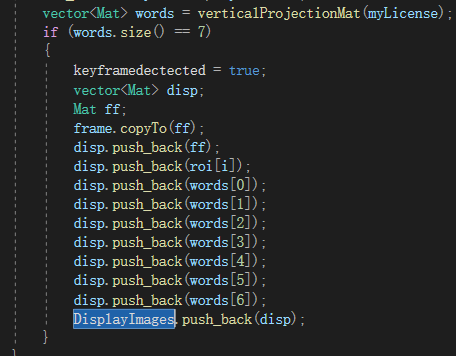 vector<Mat> words = verticalProjectionMat(myLicense);
if (words.size() == 7)
{
keyframedectected = true;
vector<Mat> disp;
Mat ff;
frame.copyTo(ff);
disp.push_back(ff);
disp.push_back(roi[i]);
disp.push_back(words[0]);
disp.push_back(words[1]);
disp.push_back(words[2]);
disp.push_back(words[3]);
disp.push_back(words[4]);
disp.push_back(words[5]);
disp.push_back(words[6]);
DisplayImages.push_back(disp);
}